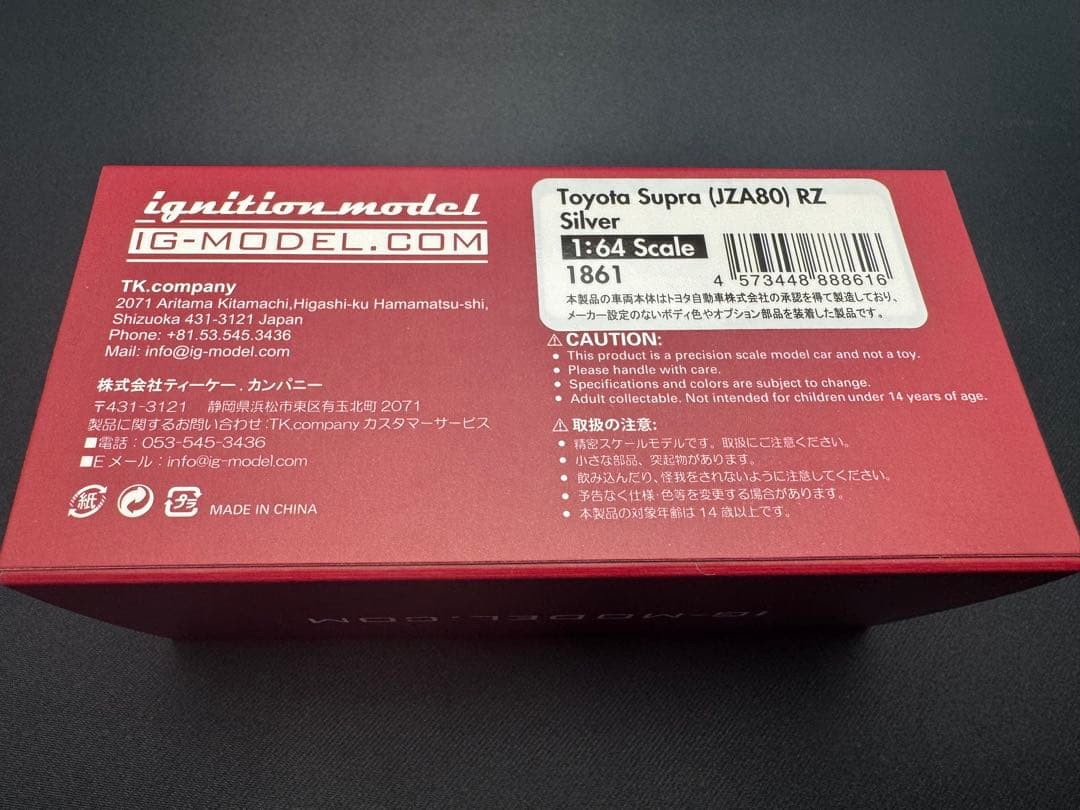 ignition model
IG-MODEL.COM
TK.company
2071 Aritama Kitamachi,Higashi-ku Hamamatsu-shi,
Shizuoka 431-3121 Japan
Phone: +81.53.545.3436
Mail: info@ig-model.com
株式会社ティーケー.カンパニー
〒431-3121 静岡県浜松市東区有玉北町2071
製品に関するお問い合わせ:TK.company カスタマーサービス
■電話:053-545-3436
■Eメール:info@ig-model.com
紙
プラ
MADE IN CHINA
Toyota Supra (JZA80) RZ
Silver
1:64 Scale
1861
4 573448 888616
本製品の車両本体はトヨタ自動車株式会社の承認を得て製造しており、
メーカー設定のないボディ色やオプション部品を装着した製品です。
⚠CAUTION:
● This product is a precision scale model car and not a toy.
● Please handle with care.
● Specifications and colors are subject to change.
● Adult collectable. Not intended for children under 14 years of age.
⚠取扱の注意:
● 精密スケールモデルです。取扱にご注意ください。
● 小さな部品、突起物があります。
● 飲み込んだり、怪我をされないように注意してください。
● 予告なく仕様・色等を変更する場合があります。
● 本製品の対象年齢は14歳以上です。
IG-MODEL.COM